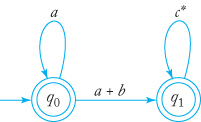 a c*
a + b
q₀ q₁